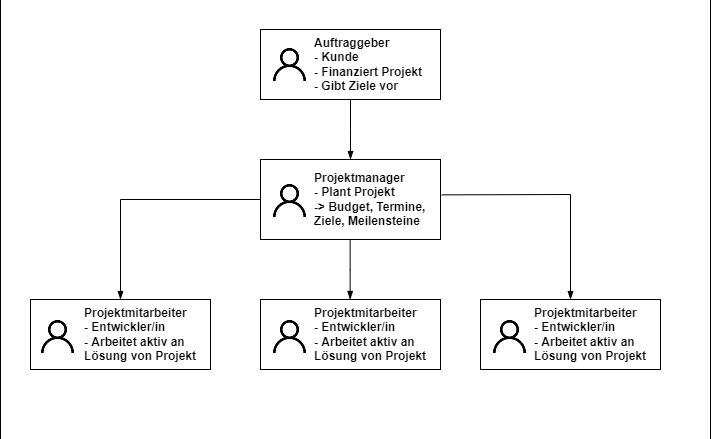 Auftraggeber
- Kunde
- Finanziert Projekt
- Gibt Ziele vor
Projektmanager
- Plant Projekt
-> Budget, Termine,
Ziele, Meilensteine
Projektmitarbeiter
- Entwickler/in
- Arbeitet aktiv an
Lösung von Projekt
Projektmitarbeiter
- Entwickler/in
- Arbeitet aktiv an
Lösung von Projekt
Projektmitarbeiter
- Entwickler/in
- Arbeitet aktiv an
Lösung von Projekt